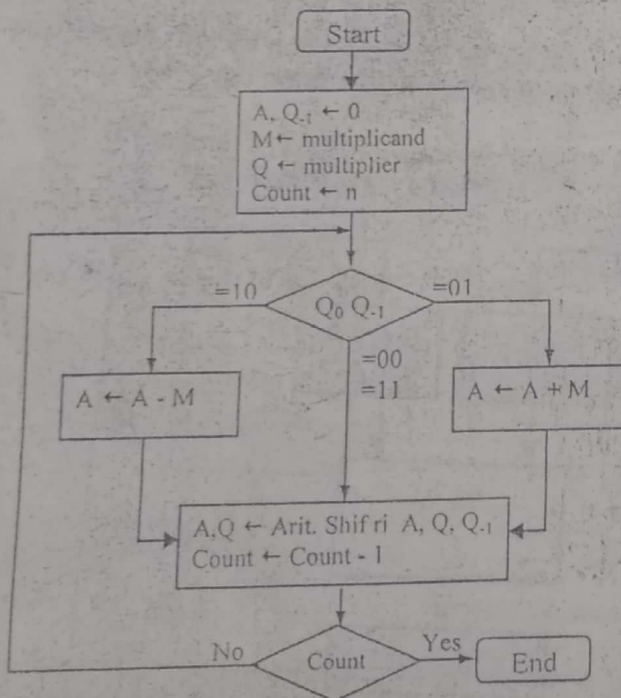 Start
A, Q-1 ← 0
M← multiplicand
Q ← multiplier
Count ← n
=10
Q0 Q-1
=01
=00
=11
A ← A - M
A ← A + M
A,Q ← Arit. Shif ri A, Q, Q-1
Count ← Count - 1
No
Count
Yes
End